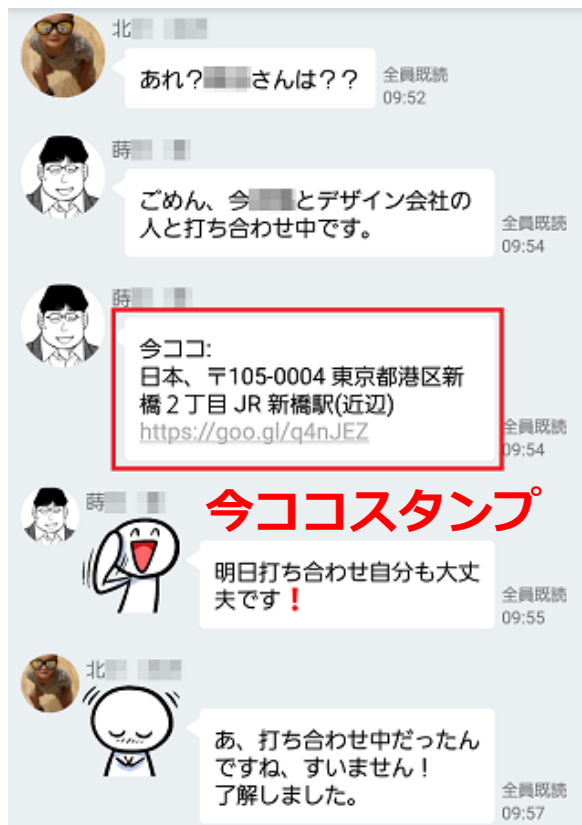 北
あれ? さんは??
全員既読
09:52
蒔
ごめん、今 とデザイン会社の
人と打ち合わせ中です。
全員既読
09:54
蒔
今ココ:
日本、〒105-0004 東京都港区新
橋2丁目 JR 新橋駅(近辺)
https://goo.gl/q4nJEZ
全員既読
09:54
蒔
今ココスタンプ
明日打ち合わせ自分も大丈
夫です❗
全員既読
09:55
北
あ、打ち合わせ中だったん
ですね、すいません!
了解しました。
全員既読
09:57